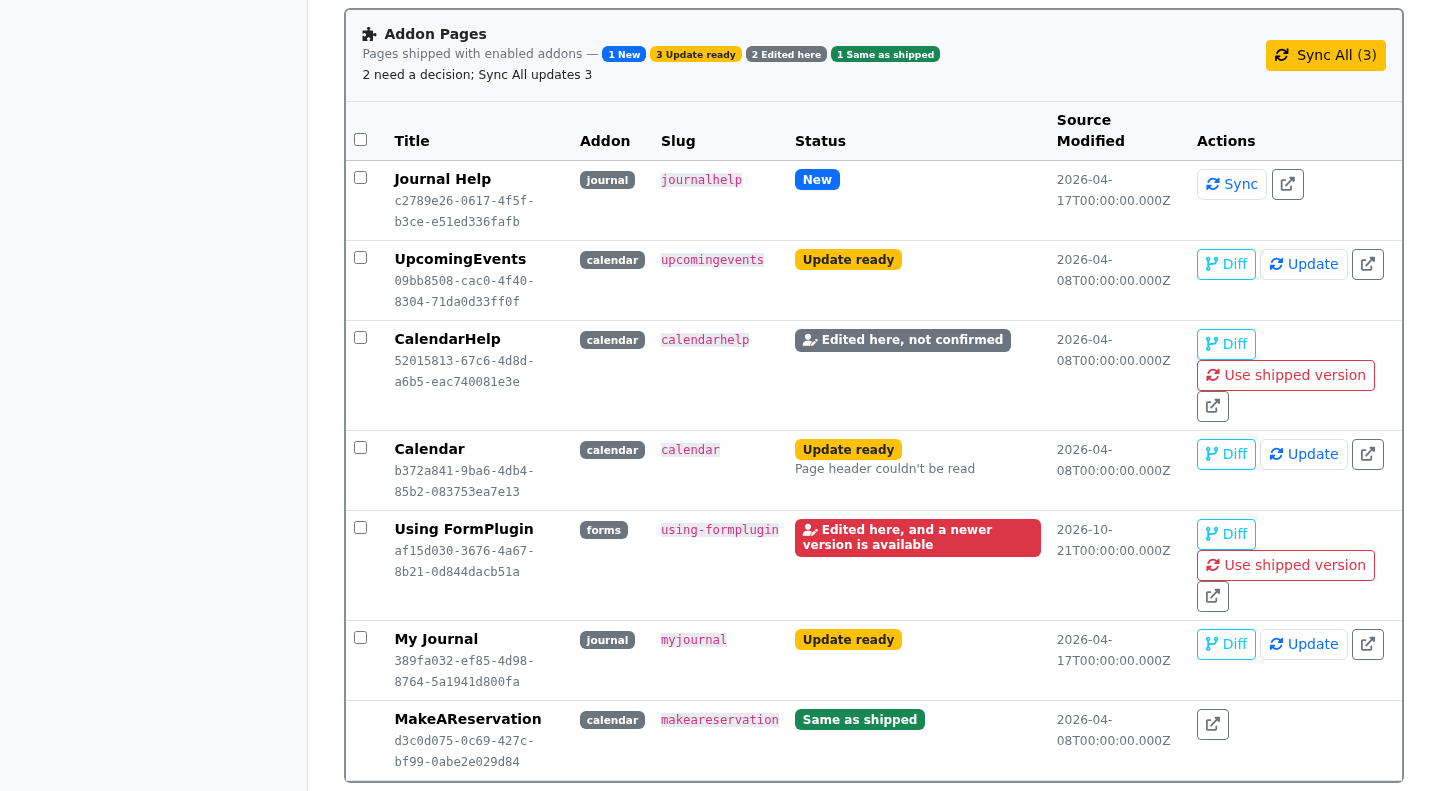 Addon Pages
Pages shipped with enabled addons — 1 New 3 Update ready 2 Edited here 1 Same as shipped
2 need a decision; Sync All updates 3
Sync All (3)
Title Addon Slug Status Source Modified Actions
Journal Help journal journalhelp New 2026-04- Sync
c2789e26-0617-4f5f- 17T00:00:00.000Z
b3ce-e51ed336fafb
UpcomingEvents calendar upcomingevents Update ready 2026-04- Diff Update
09bb8508-cac0-4f40- 08T00:00:00.000Z
8304-71da0d33ff0f
CalendarHelp calendar calendarhelp Edited here, not confirmed 2026-04- Diff
52015813-67c6-4d8d- 08T00:00:00.000Z
a6b5-eac740081e3e Use shipped version
Calendar calendar calendar Update ready 2026-04- Diff Update
b372a841-9ba6-4db4- Page header couldn't be read 08T00:00:00.000Z
85b2-083753ea7e13
Using FormPlugin forms using-formplugin Edited here, and a newer 2026-10- Diff
af15d030-3676-4a67- version is available 21T00:00:00.000Z
8b21-0d844dacb51a Use shipped version
My Journal journal myjournal Update ready 2026-04- Diff Update
389fa032-ef85-4d98- 17T00:00:00.000Z
8764-5a1941d800fa
MakeAReservation calendar makeareservation Same as shipped 2026-04-
d3c0d075-0c69-427c- 08T00:00:00.000Z
bf99-0abe2e029d84